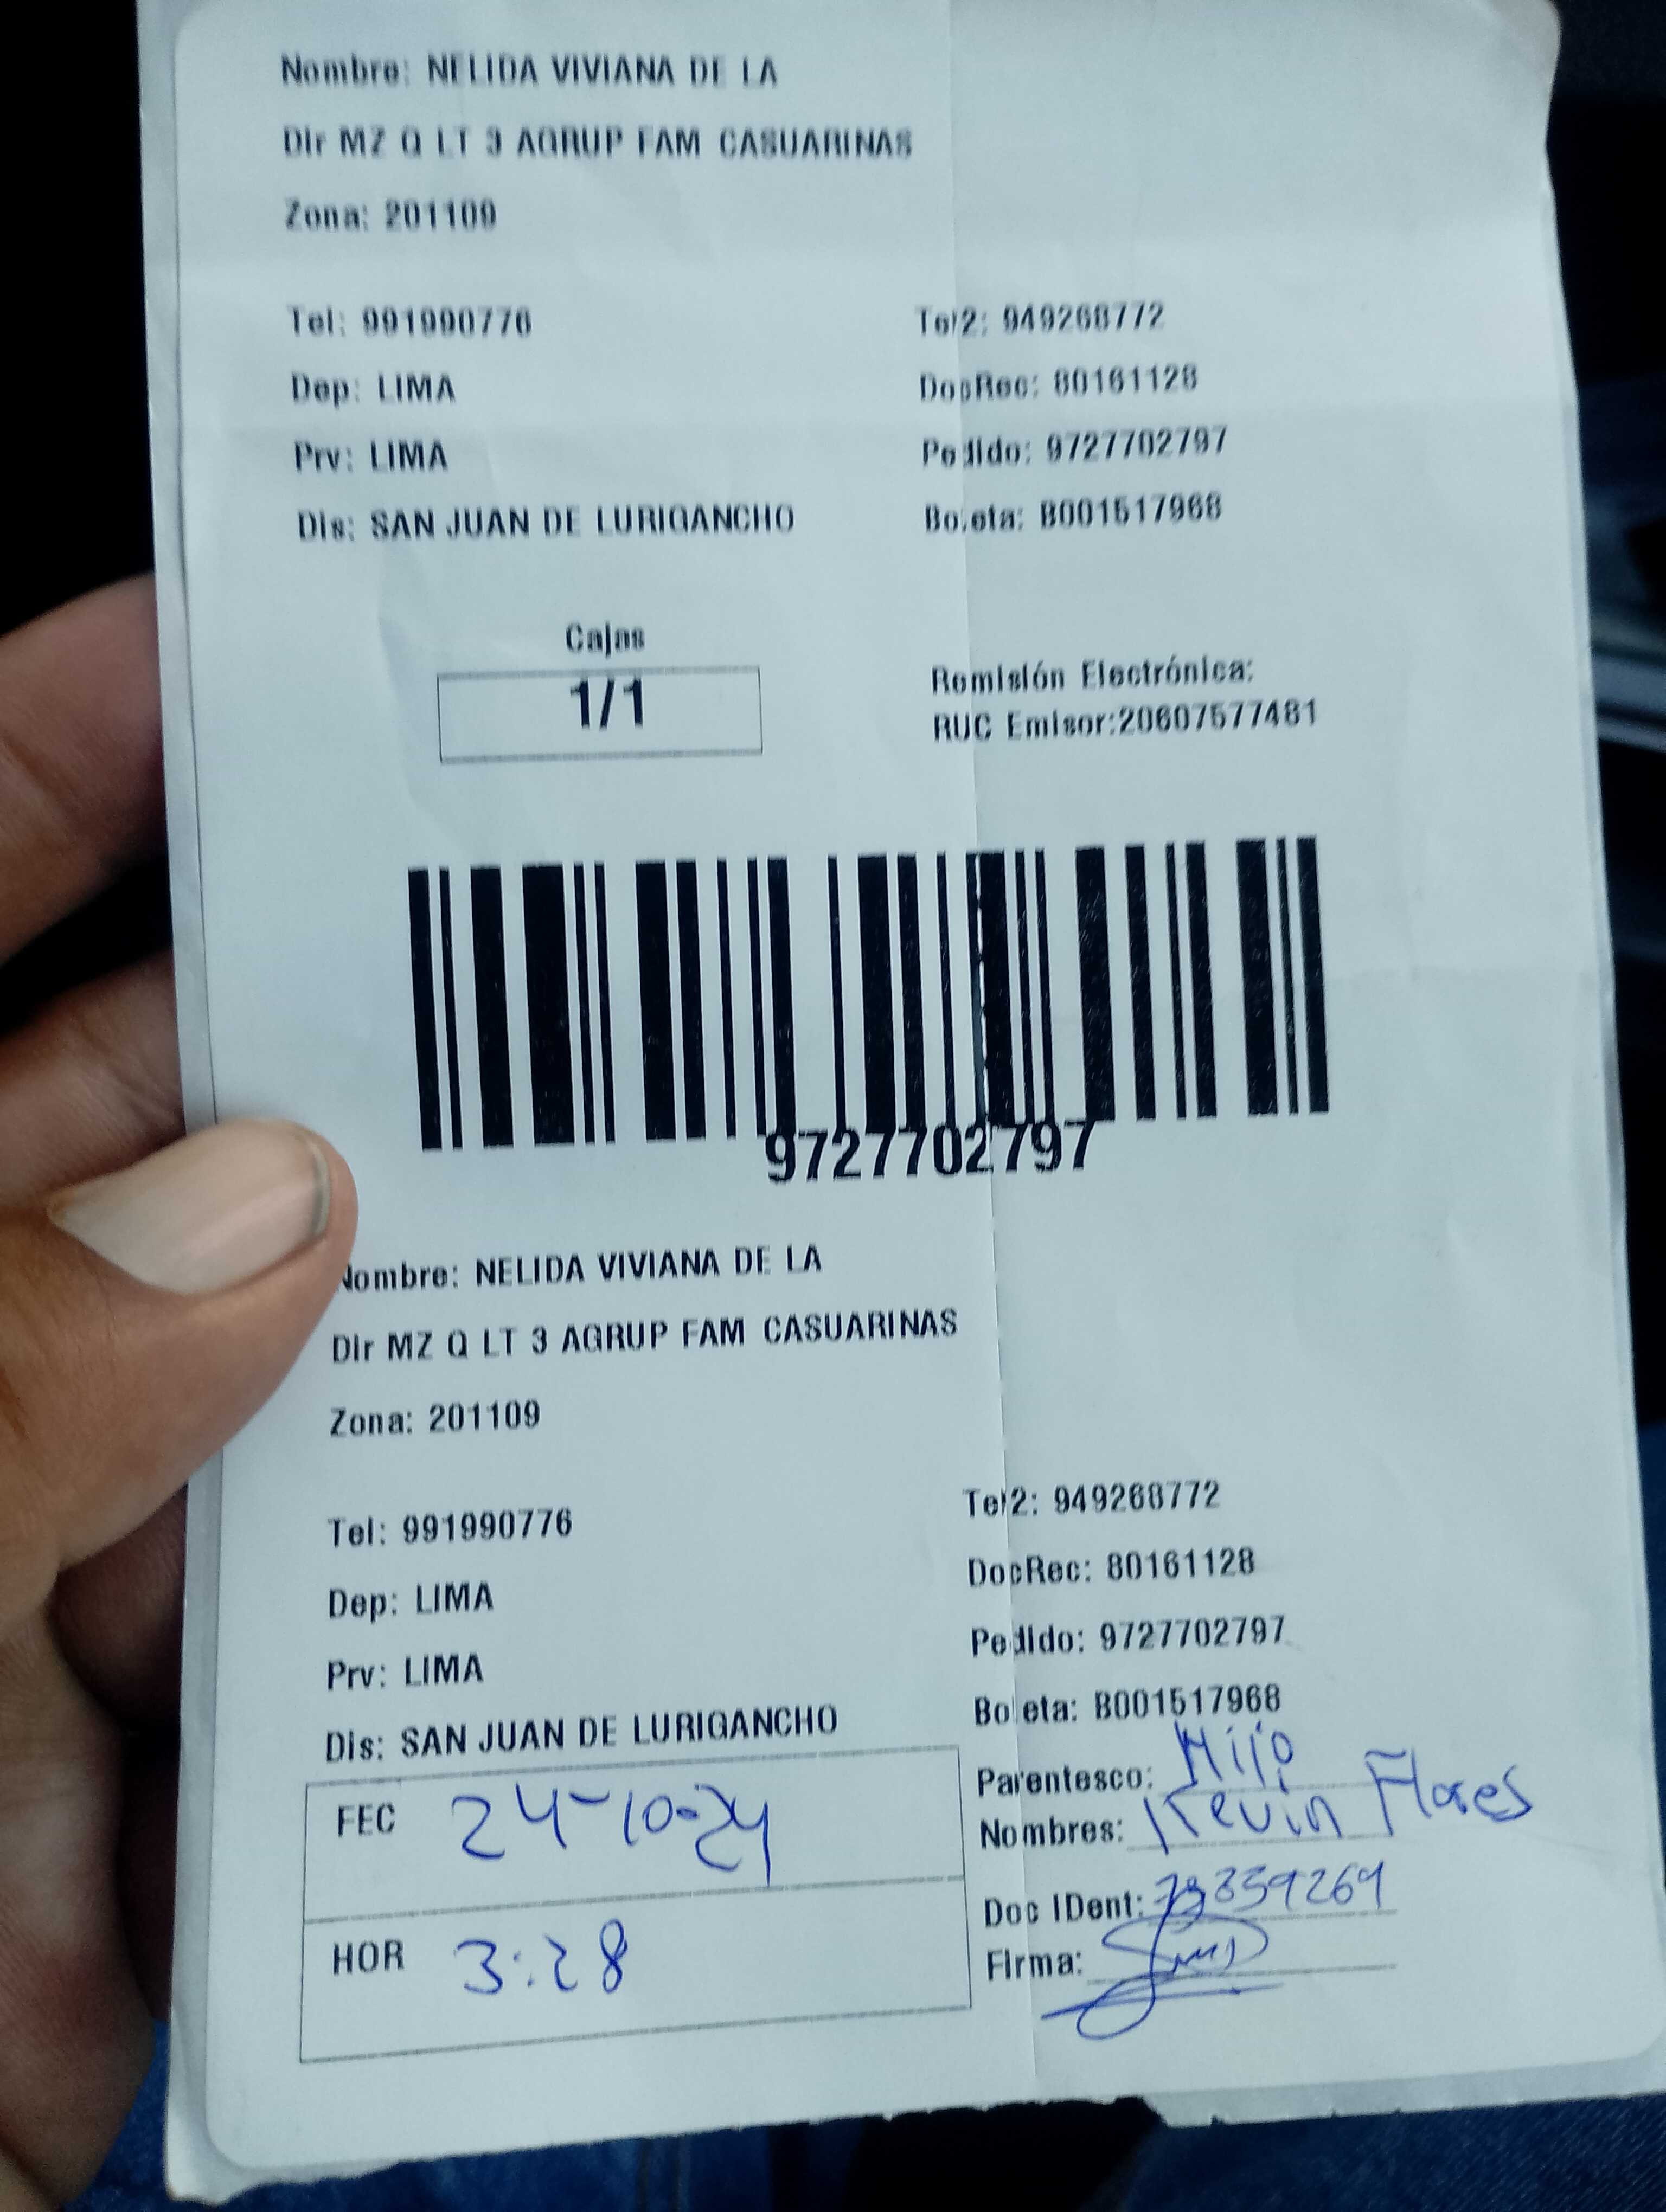 Nombre: NELIDA VIVIANA DE LA
Dir MZ Q LT 3 AGRUP FAM CASUARINAS
Zona: 201109
Tel: 991990776
Tel2: 949268772
Dep: LIMA
DocRec: 80161128
Prv: LIMA
Pedido: 9727702797
Dis: SAN JUAN DE LURIGANCHO
Boleta: B001517968
Cajas
1/1
Remisión Electrónica:
RUC Emisor:20607577481
9727702797
Nombre: NELIDA VIVIANA DE LA
Dir MZ Q LT 3 AGRUP FAM CASUARINAS
Zona: 201109
Tel: 991990776
Tel2: 949268772
Dep: LIMA
DocRec: 80161128
Prv: LIMA
Pedido: 9727702797
Dis: SAN JUAN DE LURIGANCHO
Boleta: B001517968
FEC 24-10-24
Parentesco: Hijo
Nombres: Kevin Flores
HOR 3:28
Doc IDent:
Firma: